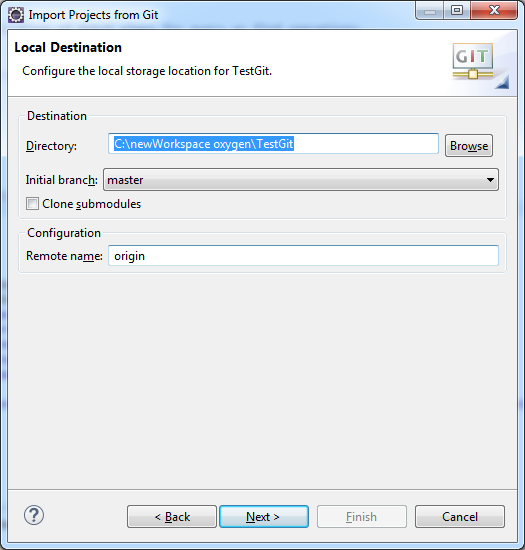 Import Projects from Git
Local Destination
Configure the local storage location for TestGit.
GIT
Destination
Directory: C:\newWorkspace oxygen\TestGit Browse
Initial branch: master
Clone submodules
Configuration
Remote name: origin
? < Back Next > Finish Cancel